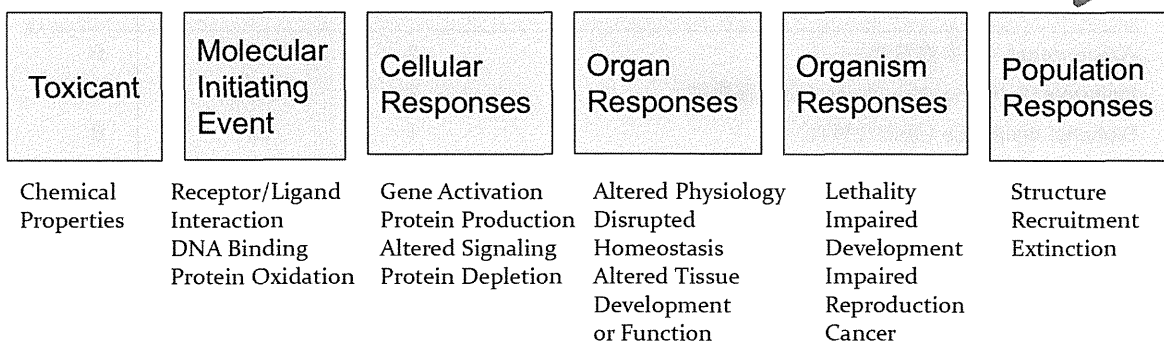 Toxicant
Molecular
Initiating
Event
Cellular
Responses
Organ
Responses
Organism
Responses
Population
Responses
Chemical
Properties
Receptor/Ligand
Interaction
DNA Binding
Protein Oxidation
Gene Activation
Protein Production
Altered Signaling
Protein Depletion
Altered Physiology
Disrupted
Homeostasis
Altered Tissue
Development
or Function
Lethality
Impaired
Development
Impaired
Reproduction
Cancer
Structure
Recruitment
Extinction